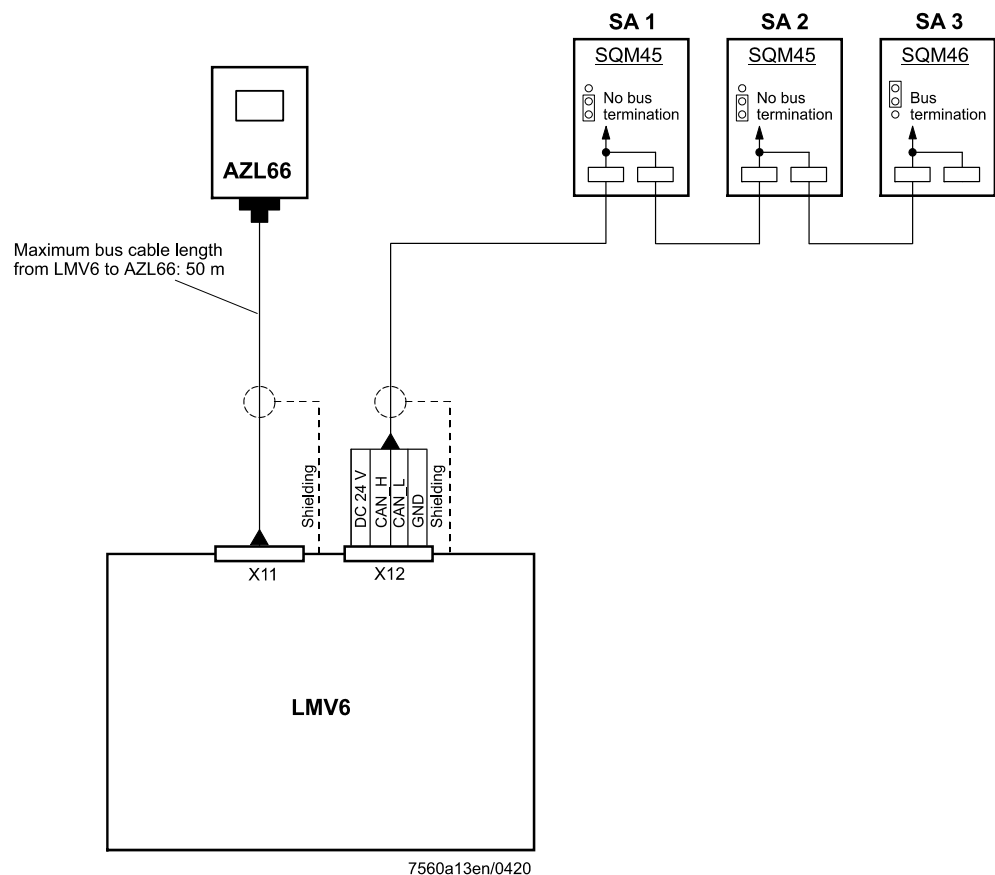 SA 1
SA 2
SA 3
SQM45
SQM45
SQM46
No bus
termination
No bus
termination
Bus
termination
AZL66
Maximum bus cable length
from LMV6 to AZL66: 50 m
Shielding
DC 24 V
CAN_H
CAN_L
GND
Shielding
X11
X12
LMV6
7560a13en/0420